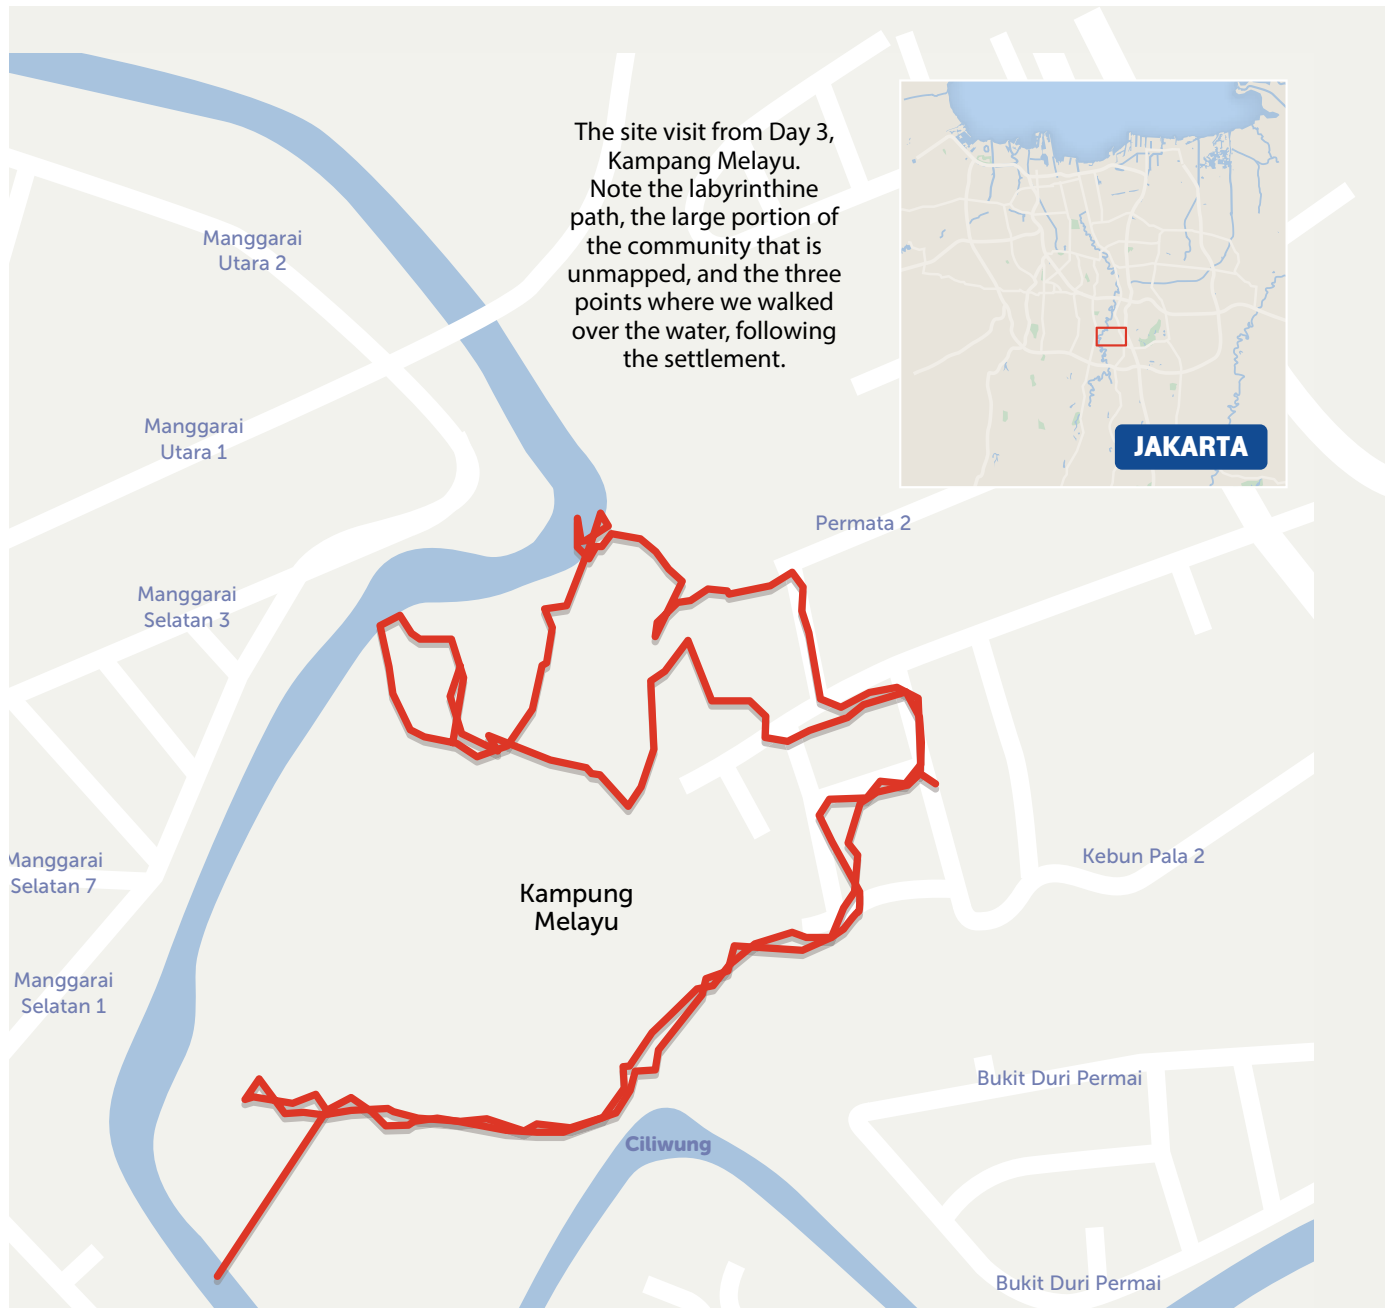 The site visit from Day 3,
Kampang Melayu.
Note the labyrinthine
path, the large portion of
the community that is
unmapped, and the three
points where we walked
over the water, following
the settlement.
JAKARTA
Manggarai
Utara 2
Manggarai
Utara 1
Permata 2
Manggarai
Selatan 3
Manggarai
Selatan 7
Kebun Pala 2
Kampung
Melayu
Manggarai
Selatan 1
Bukit Duri Permai
Ciliwung
Bukit Duri Permai